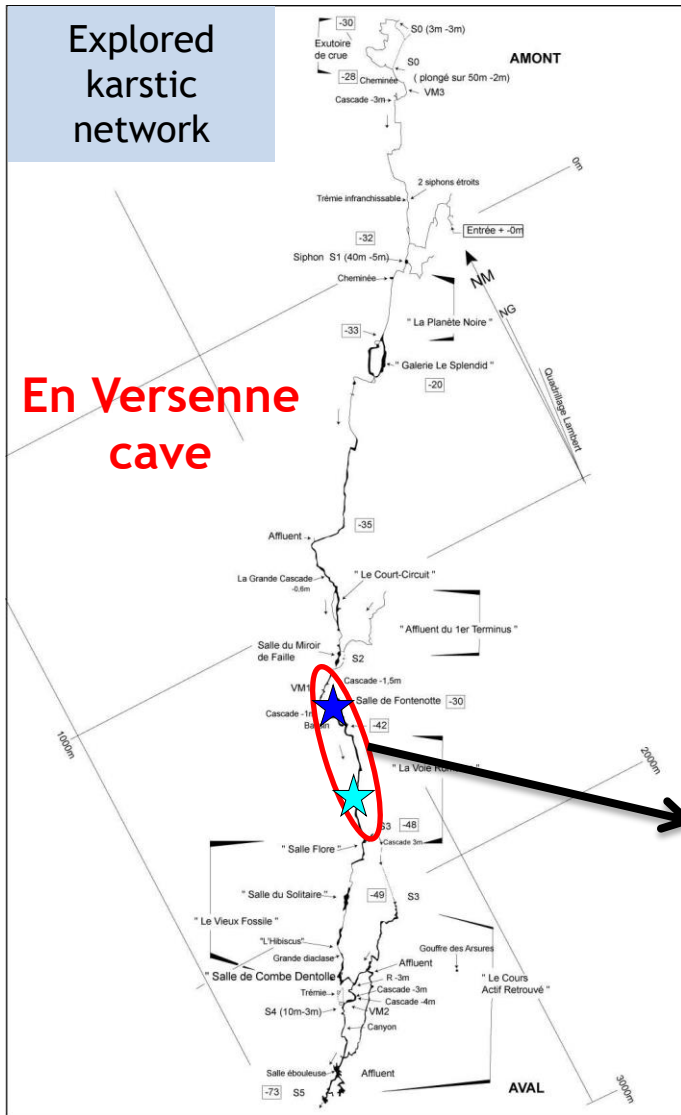 Explored
karstic
network
-30
S0 (3m -3m)
Exutoire
de crue
AMONT
S0
-28
( plongé sur 50m -2m)
Cheminée
VM3
Cascade -3m
0m
2 siphons étroits
Trémie infranchissable
Entrée + -0m
-32
Siphon S1 (40m -5m)
NM
Cheminée
NG
" La Planète Noire "
-33
" Galerie Le Splendid "
-20
Quadrillage Lambert
En Versenne
cave
-35
Affluent
" Le Court-Circuit "
La Grande Cascade
-0,6m
" Affluent du 1er Terminus "
Salle du Miroir
de Faille
S2
Cascade -1,5m
VM1
Salle de Fontenotte
-30
Cascade -1m
-42
1000m
" La Voie
2000m
S3
-48
Cascade 3m
" Salle Flore "
" Salle du Solitaire "
-49
S3
" Le Vieux Fossile "
"L'Hibiscus"
Gouffre des Arsures
Grande diaclase
Affluent
" Salle de Combe Dentolle
R -3m
" Le Cours
Actif Retrouvé "
Trémie
Cascade -3m
Cascade -4m
S4 (10m-3m)
VM2
Canyon
Salle ébouleuse
Affluent
-73
S5
AVAL
3000m